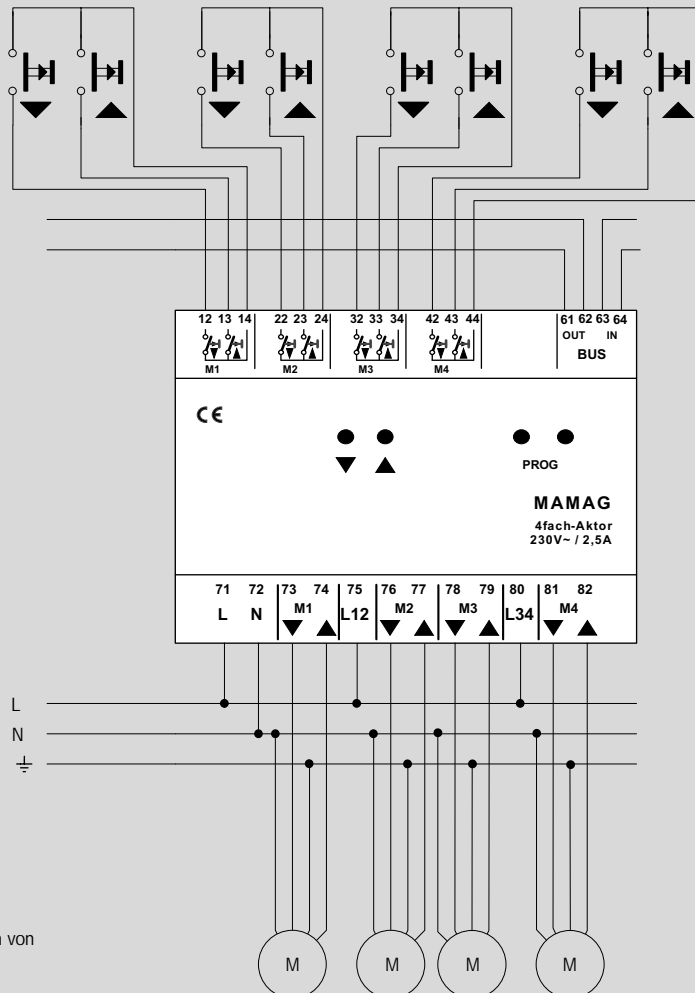 12 13 14 22 23 24 32 33 34 42 43 44 61 62 63 64
OUT IN
BUS
M1 M2 M3 M4
CE
PROG
MAMAG
4fach-Aktor
230V~ / 2,5A
71 72 73 74 75 76 77 78 79 80 81 82
L N M1 L12 M2 M3 L34 M4
L
N
von
M M M M